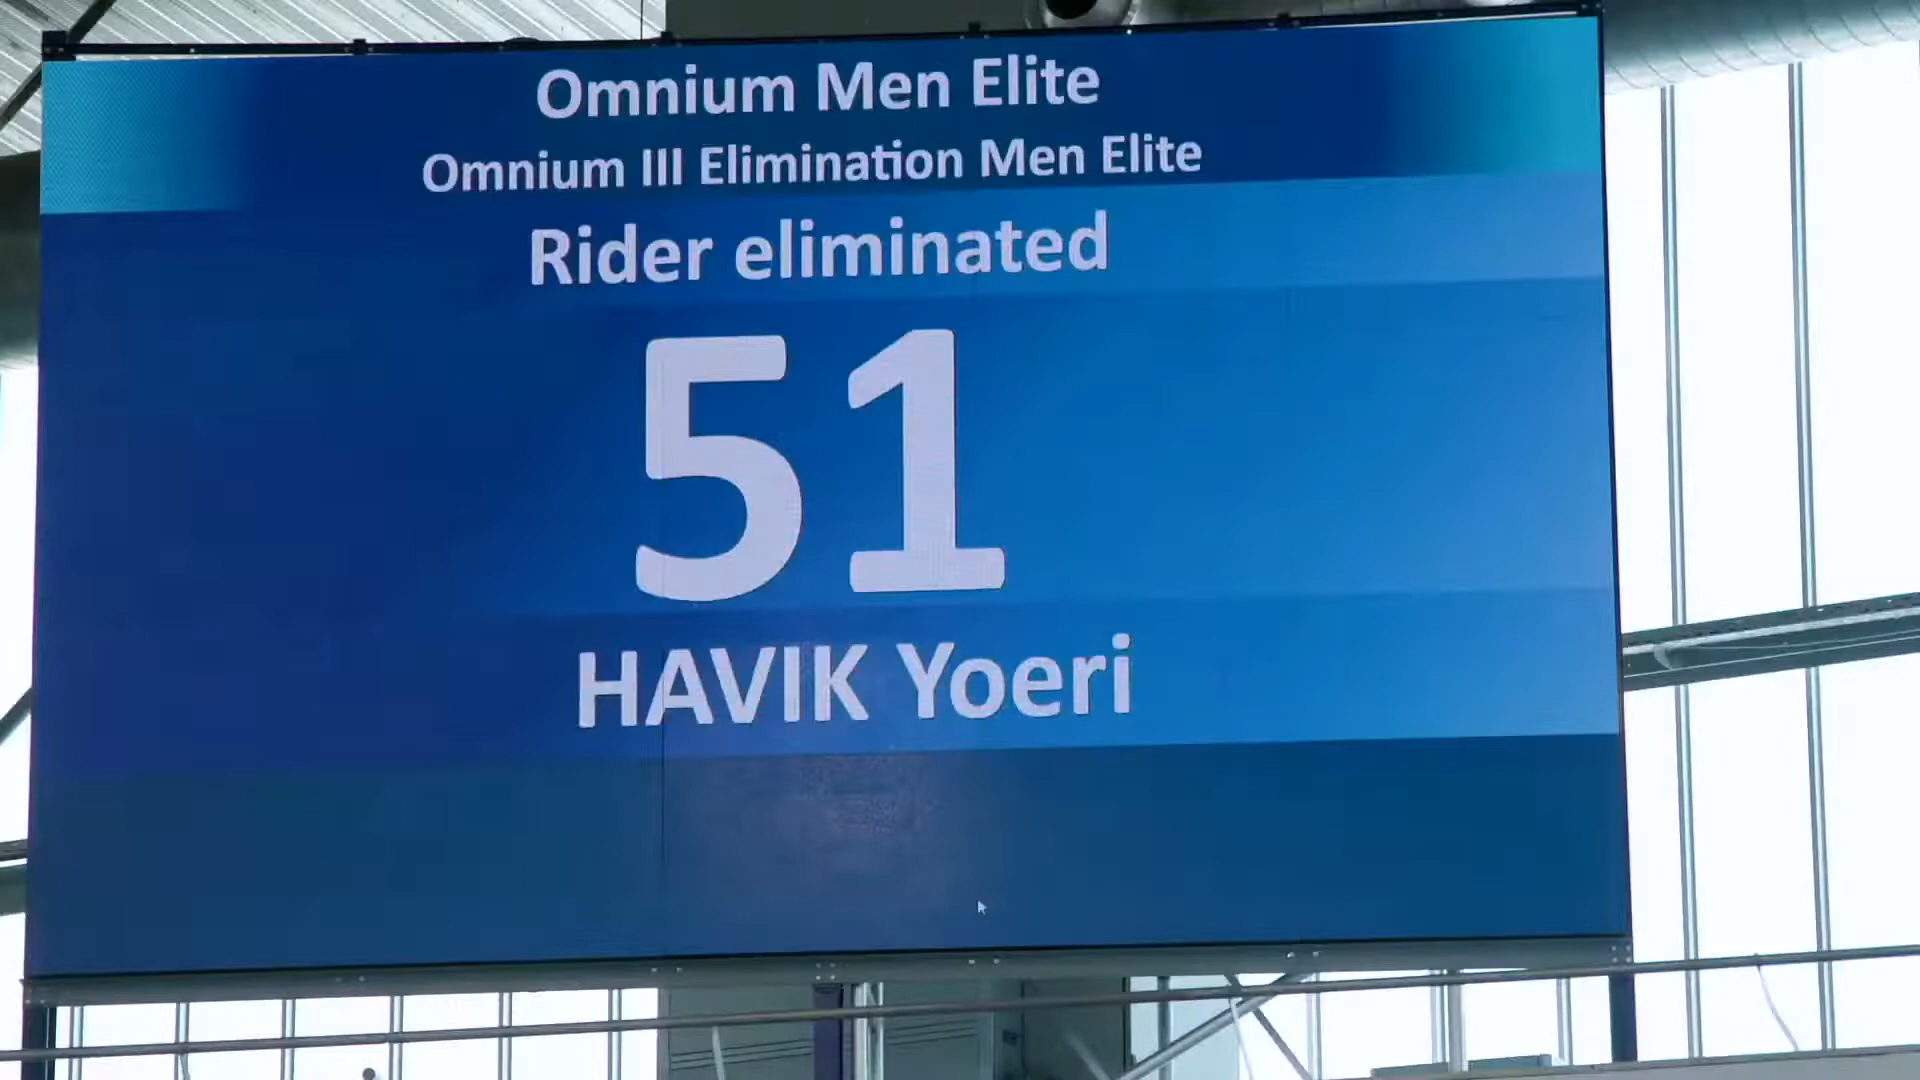 Omnium Men Elite
Omnium III Elimination Men Elite
Rider eliminated
51
HAVIK Yoeri